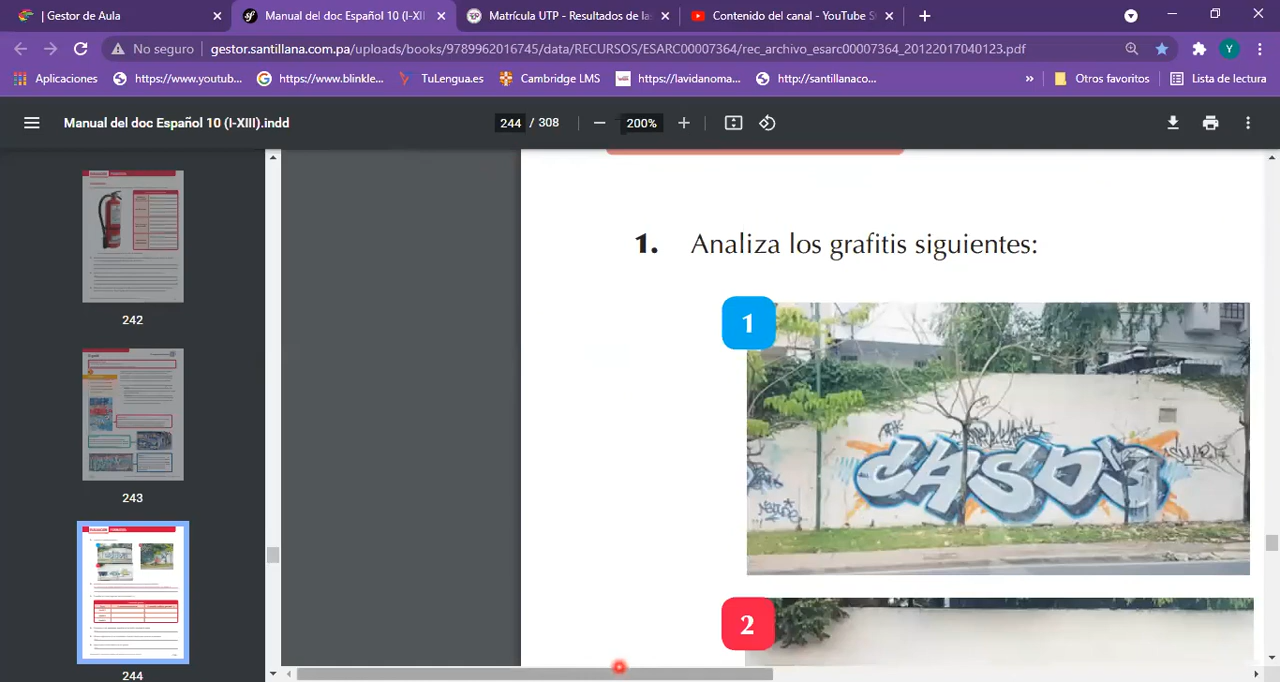 | Gestor de Aula
Manual del doc Español 10 (I-XII
Matrícula UTP - Resultados de la
Contenido del canal - YouTube S
No seguro | gestor.santillana.com.pa/uploads/books/9789962016745/data/RECURSOS/ESARC00007364/rec_archivo_esarc00007364_20122017040123.pdf
Y
Aplicaciones
https://www.youtub...
https://www.blinkle...
TuLengua.es
Cambridge LMS
https://lavidanoma...
http://santillanaco...
»
Otros favoritos
Lista de lectura
Manual del doc Español 10 (I-XIII).indd
244 / 308
200%
242
243
244
1. Analiza los grafitis siguientes:
1
CASO'3
2